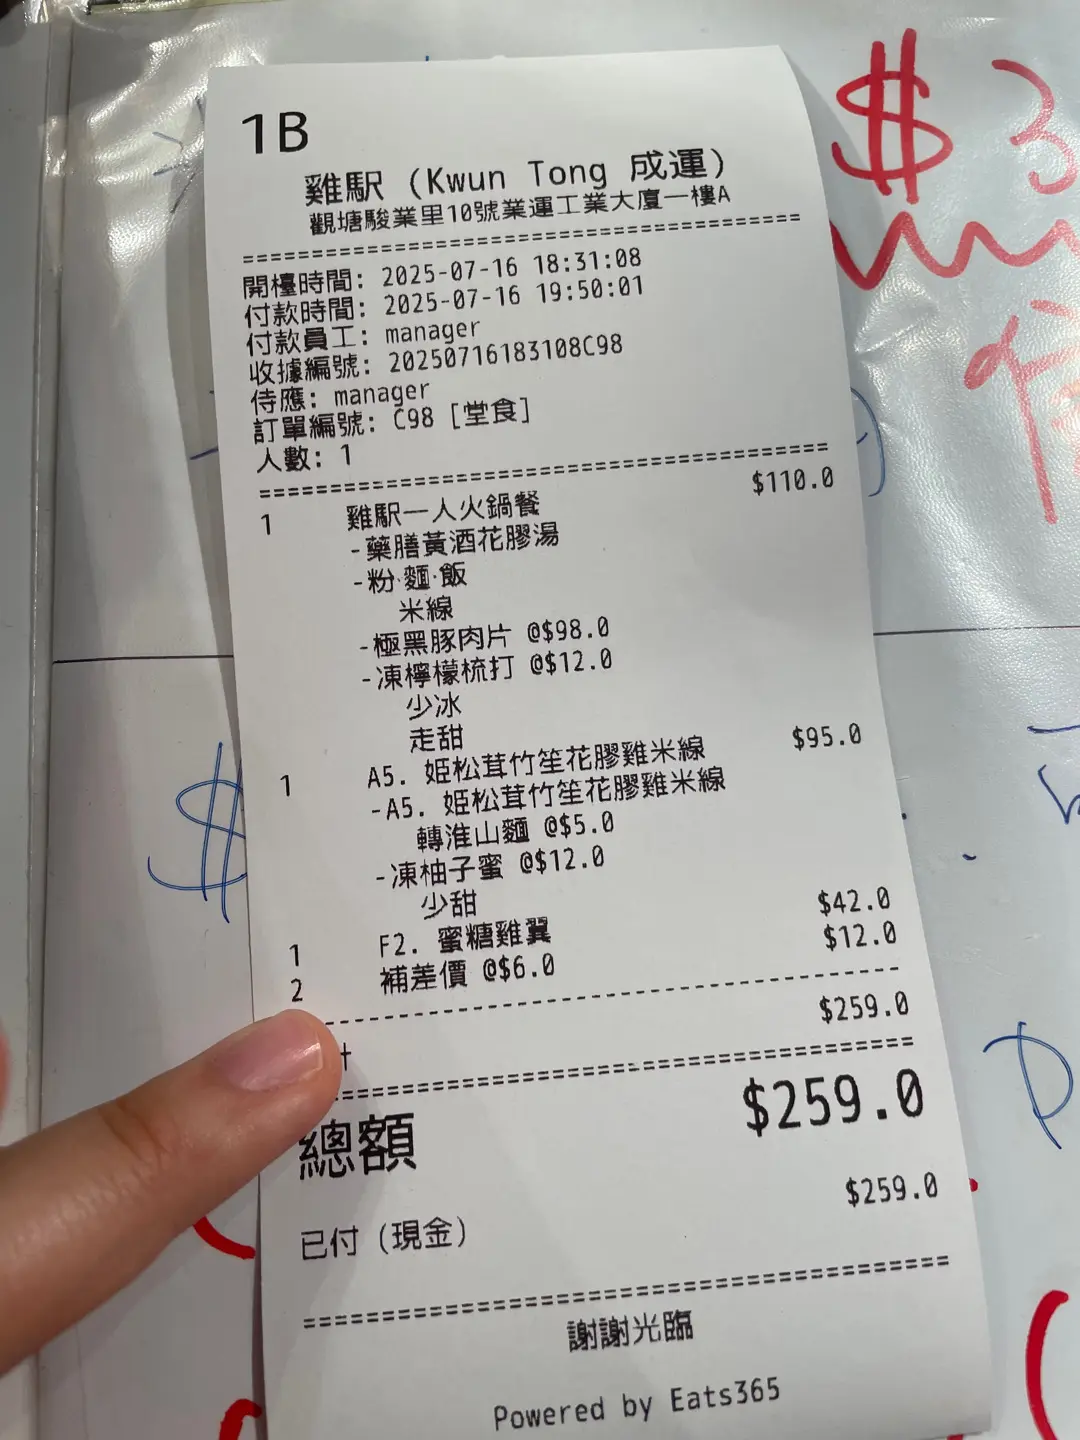 1B
雞駅 (Kwun Tong 成運)
觀塘駿業里10號業運工業大廈一樓A
開檯時間: 2025-07-16 18:31:08
付款時間: 2025-07-16 19:50:01
付款員工: manager
收據編號: 20250716183108C98
侍應: manager
訂單編號: C98 [堂食]
人數: 1
1 雞駅一人火鍋餐 $110.0
-藥膳黃酒花膠湯
-粉·麵·飯
米線
-極黑豚肉片 @$98.0
-凍檸檬梳打 @$12.0
少冰
走甜
1 A5. 姫松茸竹笙花膠雞米線 $95.0
-A5. 姫松茸竹笙花膠雞米線
轉淮山麵 @$5.0
-凍柚子蜜 @$12.0
少甜
1 F2. 蜜糖雞翼 $42.0
2 補差價 @$6.0 $12.0
計 $259.0
總額 $259.0
已付 (現金) $259.0
謝謝光臨
Powered by Eats365
$3
$